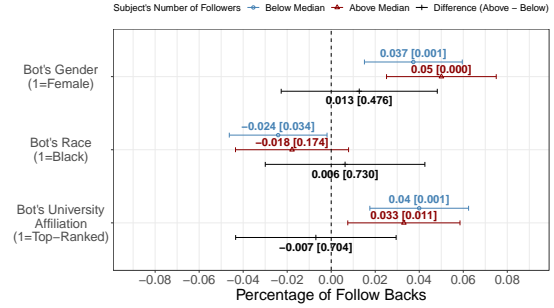 Subject's Number of Followers Below Median Above Median Difference (Above − Below)
Bot's Gender
(1=Female)
0.037 [0.001]
0.05 [0.000]
0.013 [0.476]
Bot's Race
(1=Black)
−0.024 [0.034]
−0.018 [0.174]
0.006 [0.730]
Bot's University
Affiliation
(1=Top−Ranked)
0.04 [0.001]
0.033 [0.011]
−0.007 [0.704]
−0.08 −0.06 −0.04 −0.02 0.00 0.02 0.04 0.06 0.08
Percentage of Follow Backs